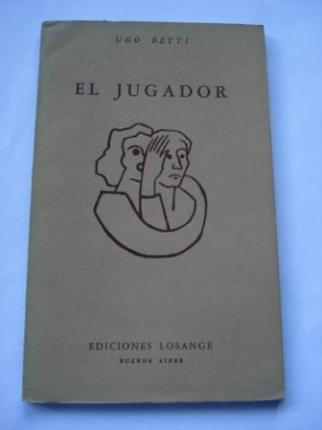 UGO BETTI
EL JUGADOR
EDICIONES LOSANGE
BUENOS AIRES